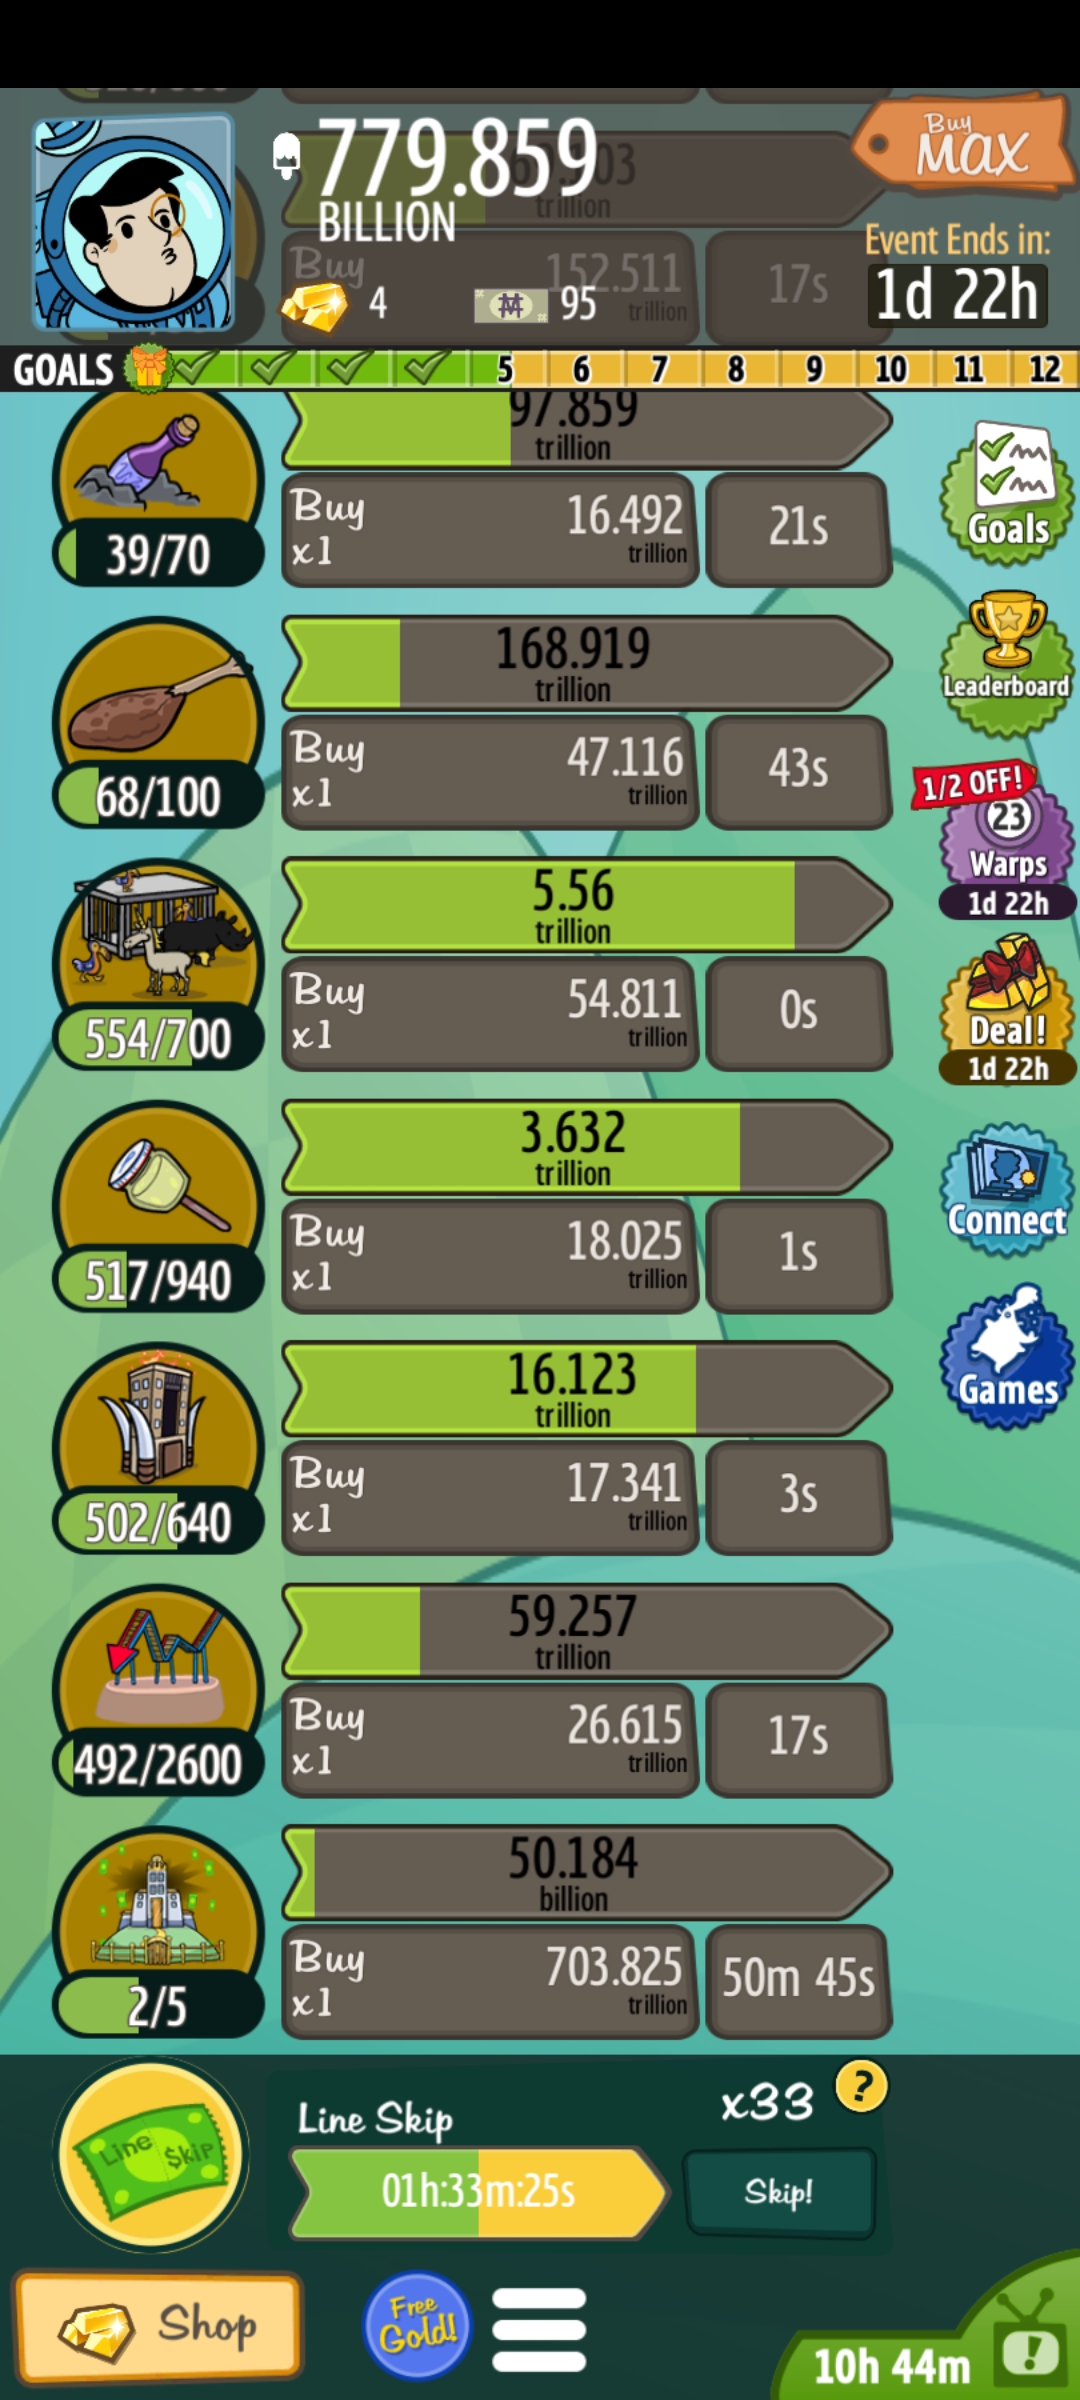 779.859
BILLION
Buy
MAX
trillion
Buy
152.511
trillion
17s
4
95
Event Ends in:
1d 22h
GOALS
5 6 7 8 9 10 11 12
97.859
trillion
39/70
Buy
x1
16.492
trillion
21s
Goals
168.919
trillion
68/100
Buy
x1
47.116
trillion
43s
Leaderboard
1/2 OFF!
23
Warps
1d 22h
5.56
trillion
554/700
Buy
x1
54.811
trillion
0s
Deal!
1d 22h
3.632
trillion
517/940
Buy
x1
18.025
trillion
1s
Connect
16.123
trillion
502/640
Buy
x1
17.341
trillion
3s
Games
59.257
trillion
492/2600
Buy
x1
26.615
trillion
17s
50.184
billion
2/5
Buy
x1
703.825
trillion
50m 45s
Line $kip
Line Skip
x33
?
01h:33m:25s
Skip!
Shop
Free
Gold!
10h 44m
!